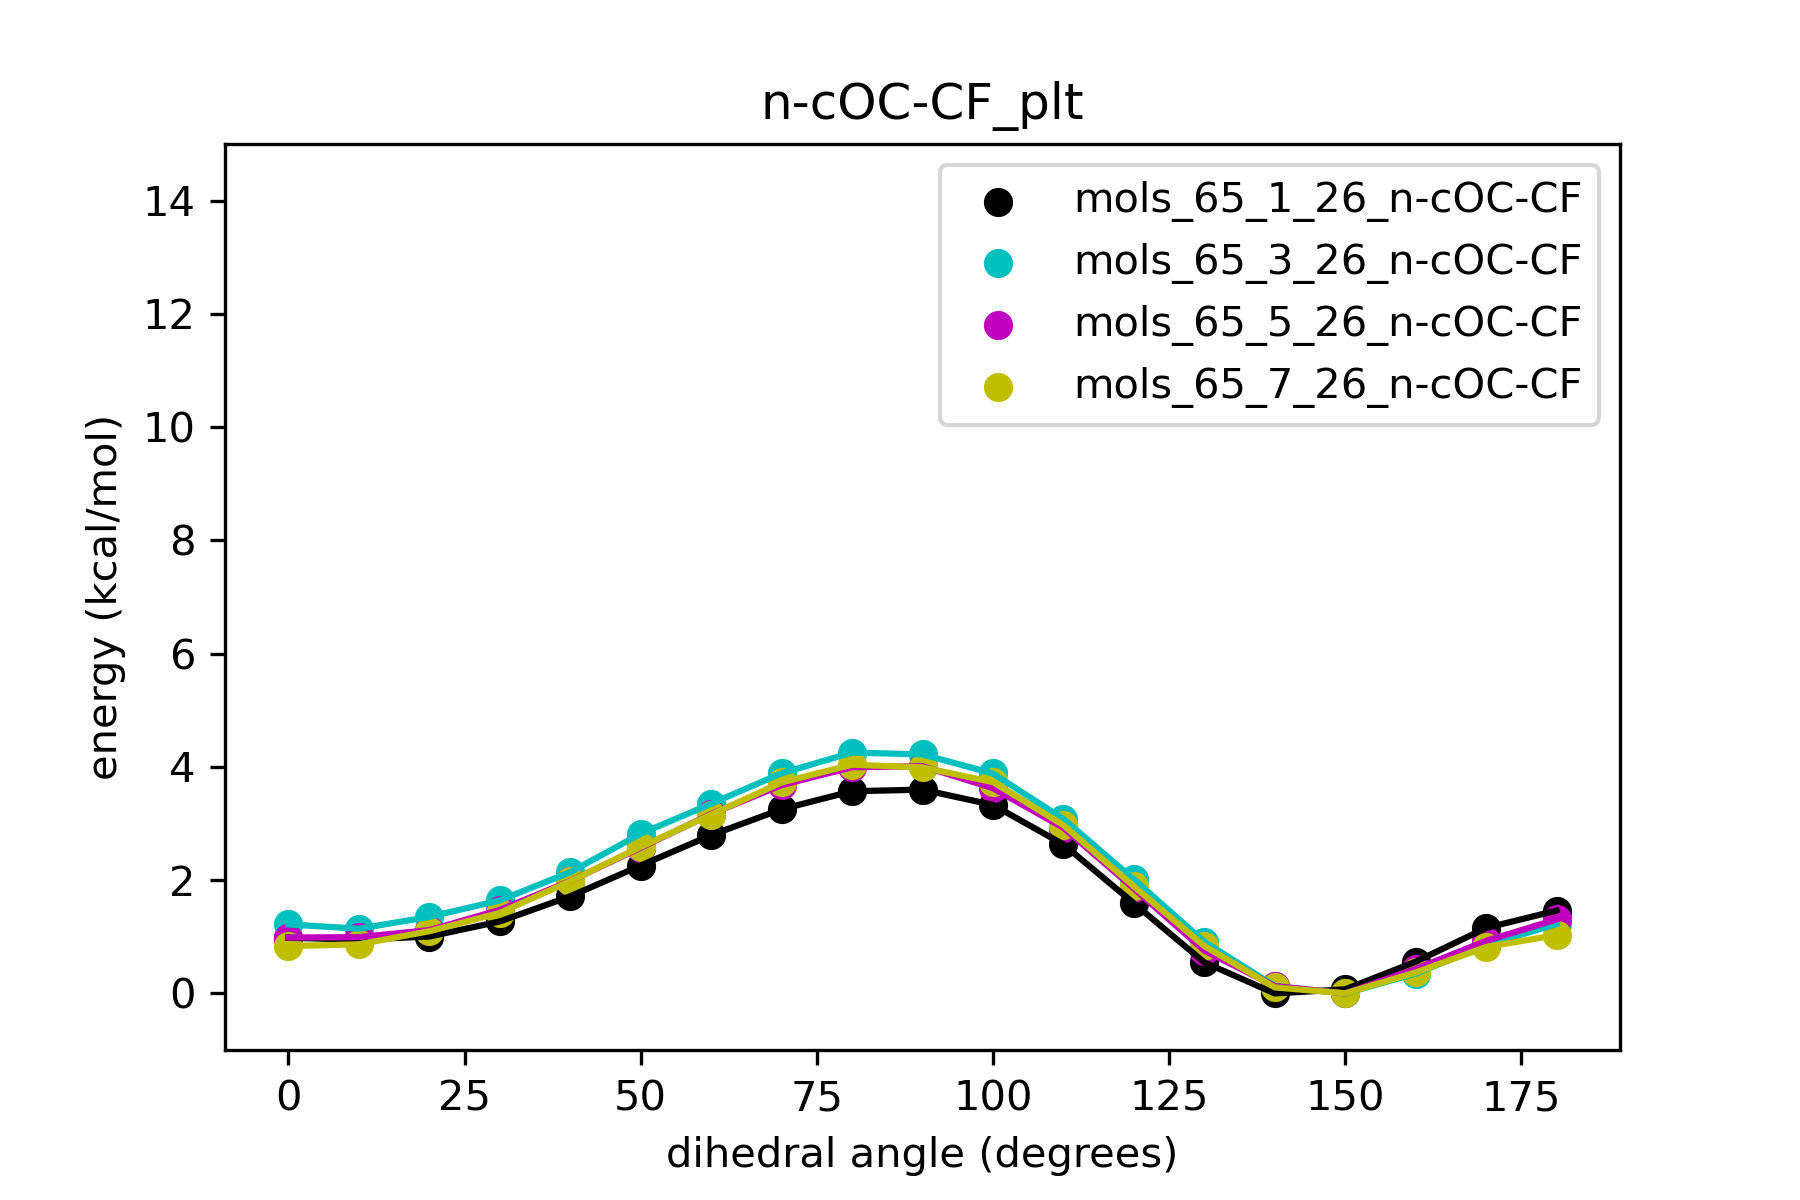 n-cOC-CF_plt
mols_65_1_26_n-cOC-CF
mols_65_3_26_n-cOC-CF
mols_65_5_26_n-cOC-CF
mols_65_7_26_n-cOC-CF
energy (kcal/mol)
14
12
10
8
6
4
2
0
0 25 50 75 100 125 150 175
dihedral angle (degrees)